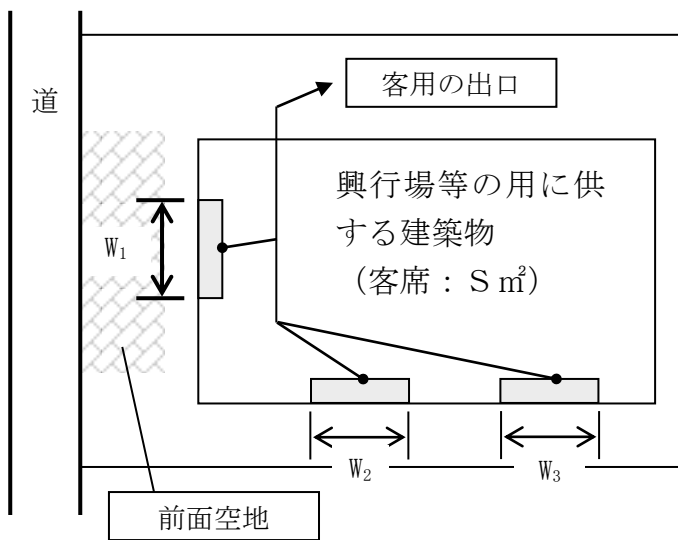 客用の出口
道
興行場等の用に供
する建築物
(客席:S㎡)
W₁
W₂
W₃
前面空地